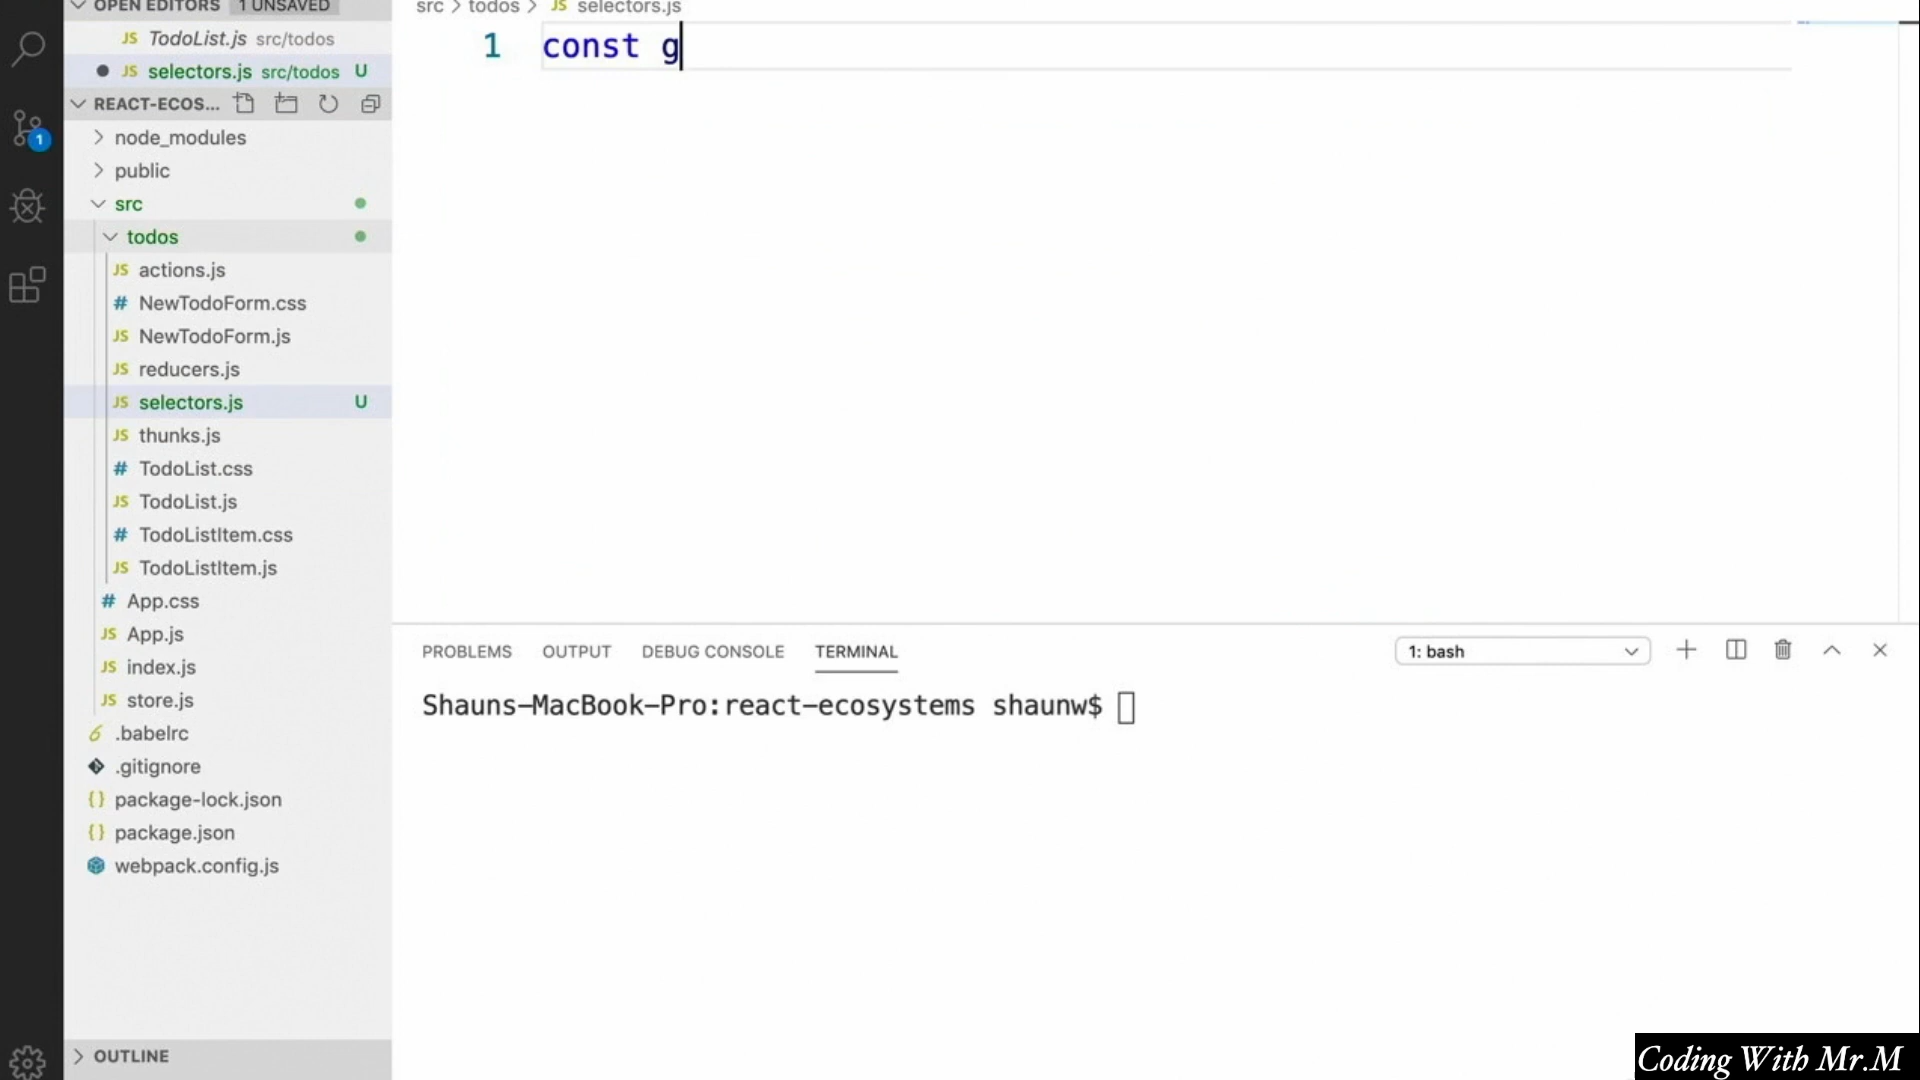 OPEN EDITORS 1 UNSAVED
JS TodoList.js src/todos
JS selectors.js src/todos U
REACT-ECOS...
node_modules
public
src
todos
JS actions.js
# NewTodoForm.css
JS NewTodoForm.js
JS reducers.js
JS selectors.js U
JS thunks.js
# TodoList.css
JS TodoList.js
# TodoListItem.css
JS TodoListItem.js
# App.css
JS App.js
JS index.js
JS store.js
.babelrc
.gitignore
{} package-lock.json
{} package.json
webpack.config.js
OUTLINE
1
src > todos > JS selectors.js
1 const g
PROBLEMS OUTPUT DEBUG CONSOLE TERMINAL 1: bash
Shauns-MacBook-Pro:react-ecosystems shaunw$
Coding With Mr.M